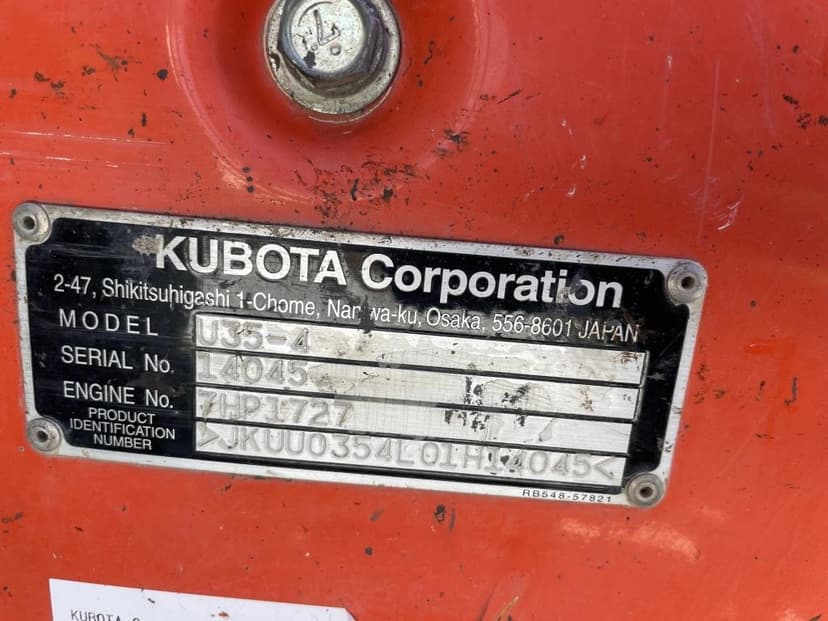 KUBOTA Corporation
2-47, Shikitsuhigashi 1-Chome, Naniwa-ku, Osaka, 556-8601 JAPAN
MODEL U35-4
SERIAL No. 14045
ENGINE No. 7HP1727
PRODUCT IDENTIFICATION NUMBER >JKUU0354L01H14045<
RB548-57821
KUBOTA